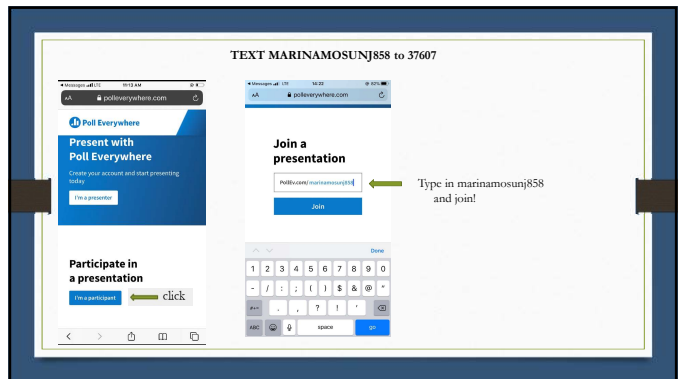 TEXT MARINAMOSUNJ858 to 37607
Messages LTE 11:13 AM
AA polleverywhere.com
Poll Everywhere
Present with
Poll Everywhere
Create your account and start presenting
today
I'm a presenter
Participate in
a presentation
I'm a participant
click
Messages LTE 14:22 82%
AA polleverywhere.com
Join a
presentation
PollEv.com/ marinamosunj858
Join
Done
1 2 3 4 5 6 7 8 9 0
- / : ; ( ) $ & @ "
#+= . , ? ! '
ABC space go
Type in marinamosunj858
and join!